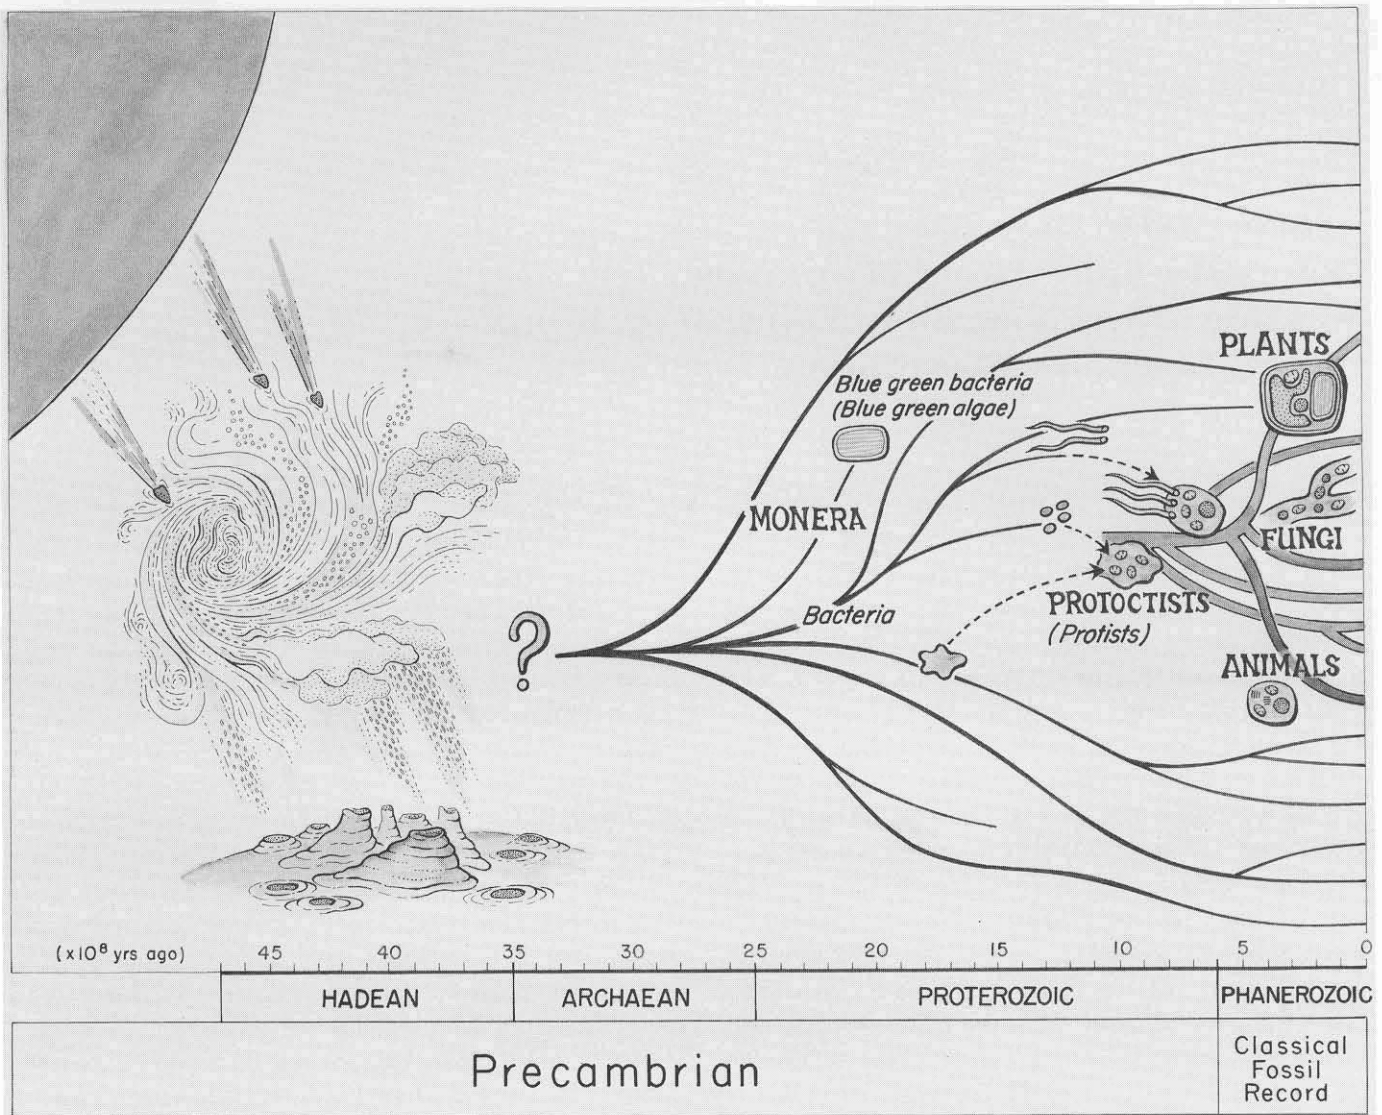 PLANTS
Blue green bacteria
(Blue green algae)
MONERA
FUNGI
PROTOCTISTS
(Protists)
Bacteria
?
ANIMALS
(x10⁸ yrs ago) 45 40 35 30 25 20 15 10 5 0
HADEAN ARCHAEAN PROTEROZOIC PHANEROZOIC
Precambrian
Classical
Fossil
Record